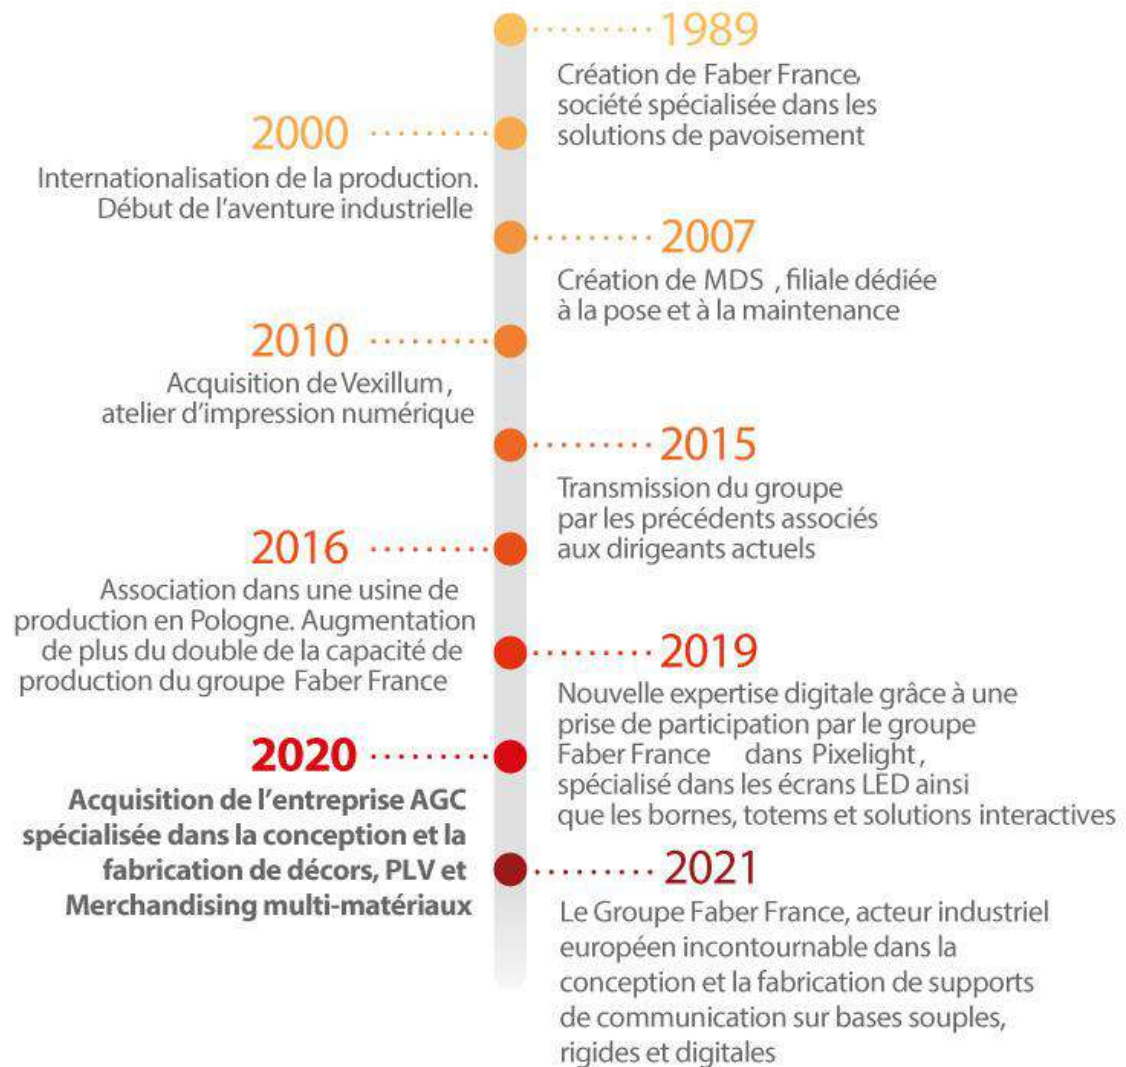 1989
Création de Faber France,
société spécialisée dans les
solutions de pavoisement
2000
Internationalisation de la production.
Début de l'aventure industrielle
2007
Création de MDS , filiale dédiée
à la pose et à la maintenance
2010
Acquisition de Vexillum,
atelier d'impression numérique
2015
Transmission du groupe
par les précédents associés
aux dirigeants actuels
2016
Association dans une usine de
production en Pologne. Augmentation
de plus du double de la capacité de
production du groupe Faber France
2019
Nouvelle expertise digitale grâce à une
prise de participation par le groupe
Faber France dans Pixelight,
spécialisé dans les écrans LED ainsi
que les bornes, totems et solutions interactives
2020
Acquisition de l'entreprise AGC
spécialisée dans la conception et la
fabrication de décors, PLV et
Merchandising multi-matériaux
2021
Le Groupe Faber France, acteur industriel
européen incontournable dans la
conception et la fabrication de supports
de communication sur bases souples,
rigides et digitales